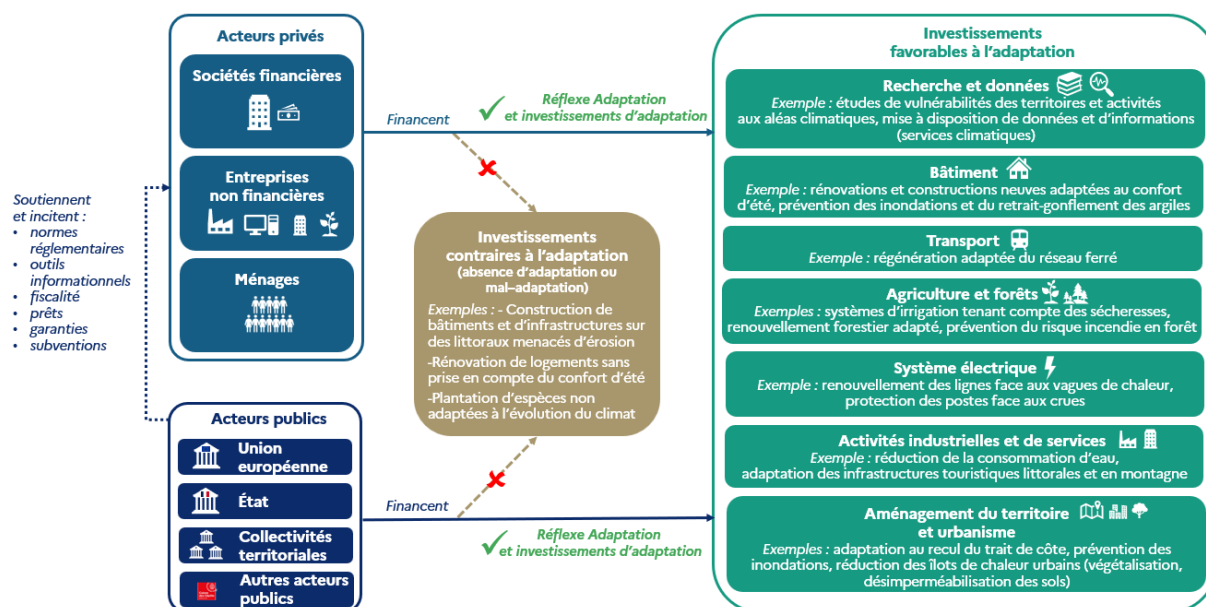 Acteurs privés
Sociétés financières
Entreprises
non financières
Ménages
Soutiennent
et incitent :
• normes
réglementaires
• outils
informationnels
• fiscalité
• prêts
• garanties
• subventions
Acteurs publics
Union
européenne
État
Collectivités
territoriales
Autres acteurs
publics
Financent
Réflexe Adaptation
et investissements d'adaptation
Investissements
contraires à l'adaptation
(absence d'adaptation ou
mal–adaptation)
Exemples : - Construction de
bâtiments et d'infrastructures sur
des littoraux menacés d'érosion
-Rénovation de logements sans
prise en compte du confort d'été
-Plantation d'espèces non
adaptées à l'évolution du climat
Financent
Réflexe Adaptation
et investissements d'adaptation
Investissements
favorables à l'adaptation
Recherche et données
Exemple : études de vulnérabilités des territoires et activités
aux aléas climatiques, mise à disposition de données et d'informations
(services climatiques)
Bâtiment
Exemple : rénovations et constructions neuves adaptées au confort
d'été, prévention des inondations et du retrait-gonflement des argiles
Transport
Exemple : régénération adaptée du réseau ferré
Agriculture et forêts
Exemples : systèmes d'irrigation tenant compte des sécheresses,
renouvellement forestier adapté, prévention du risque incendie en forêt
Système électrique
Exemple : renouvellement des lignes face aux vagues de chaleur,
protection des postes face aux crues
Activités industrielles et de services
Exemple : réduction de la consommation d'eau,
adaptation des infrastructures touristiques littorales et en montagne
Aménagement du territoire
et urbanisme
Exemples : adaptation au recul du trait de côte, prévention des
inondations, réduction des îlots de chaleur urbains (végétalisation,
désimperméabilisation des sols)